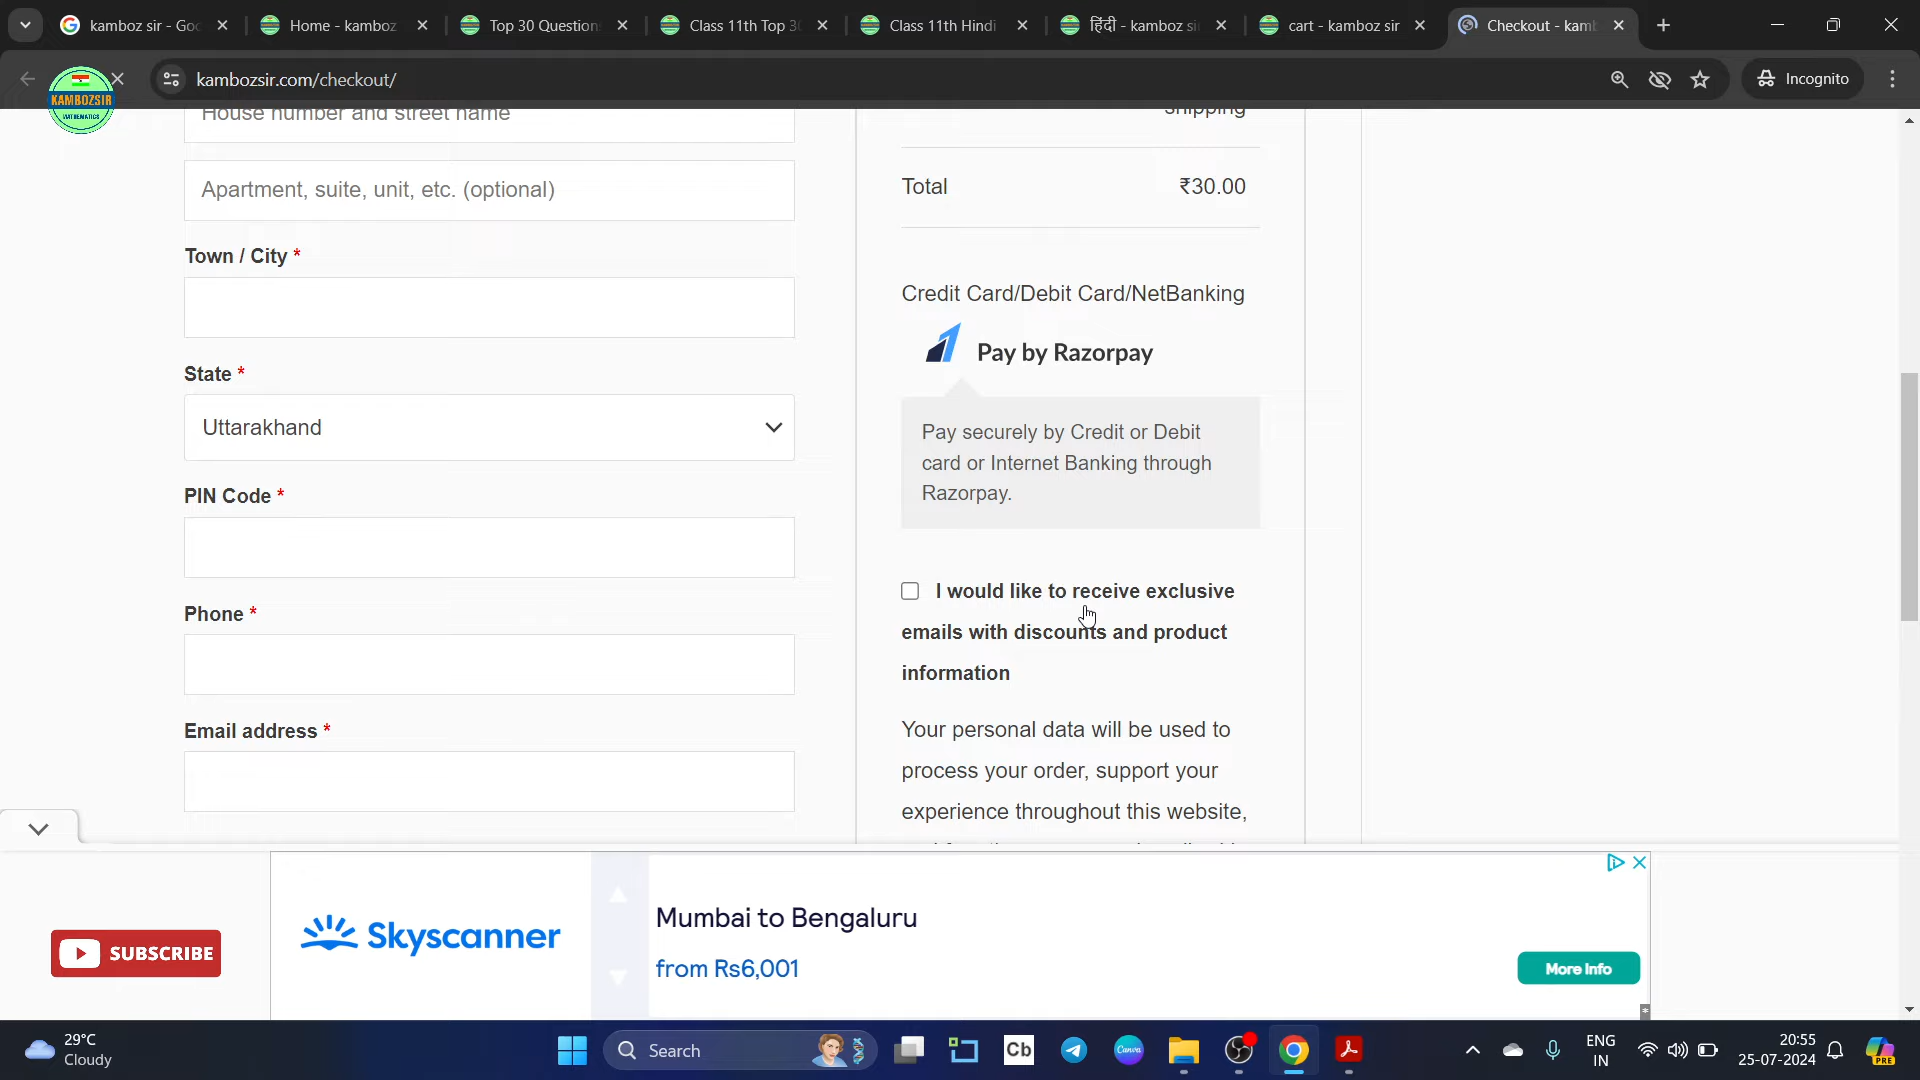 kamboz sir - Goo
Home - kamboz
Top 30 Question
Class 11th Top 30
Class 11th Hindi
हिंदी - kamboz si
cart - kamboz sir
Checkout - kamb
kambozsir.com/checkout/
Incognito
KAMBOZSIR
MATHEMATICS
House number and street name
Apartment, suite, unit, etc. (optional)
Town / City *
State *
Uttarakhand
PIN Code *
Phone *
Email address *
shipping
Total ₹30.00
Credit Card/Debit Card/NetBanking
Pay by Razorpay
Pay securely by Credit or Debit
card or Internet Banking through
Razorpay.
I would like to receive exclusive
emails with discounts and product
information
Your personal data will be used to
process your order, support your
experience throughout this website,
SUBSCRIBE
Skyscanner
Mumbai to Bengaluru
from Rs6,001
More Info
29°C
Cloudy
Search
Cb
Canva
ENG
IN
20:55
25-07-2024
PRE